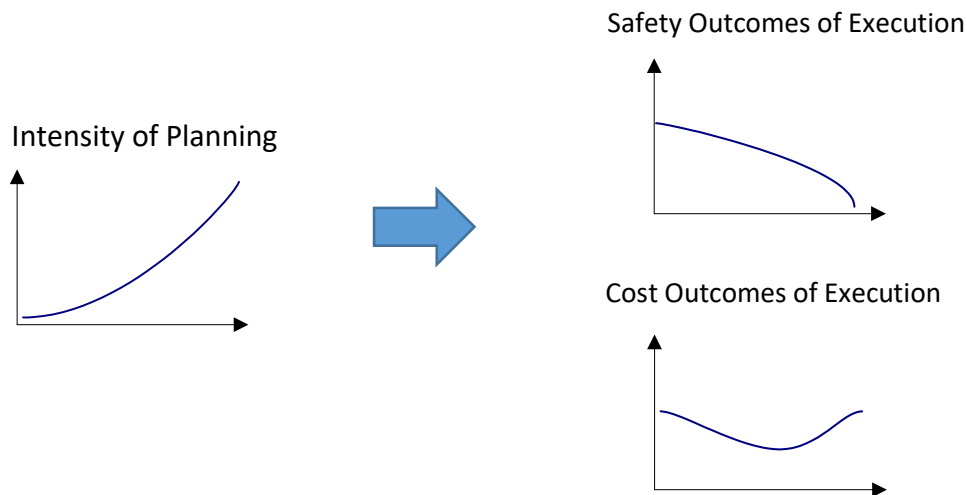 Safety Outcomes of Execution
Intensity of Planning
Cost Outcomes of Execution